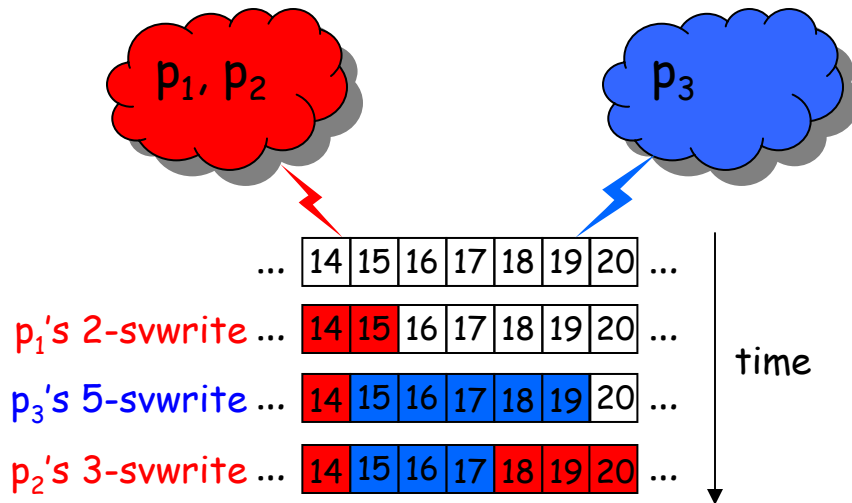 p₁, p₂
p₃
... 14 15 16 17 18 19 20 ...
p₁'s 2-svwrite ... 14 15 16 17 18 19 20 ...
time
p₃'s 5-svwrite ... 14 15 16 17 18 19 20 ...
p₂'s 3-svwrite ... 14 15 16 17 18 19 20 ...